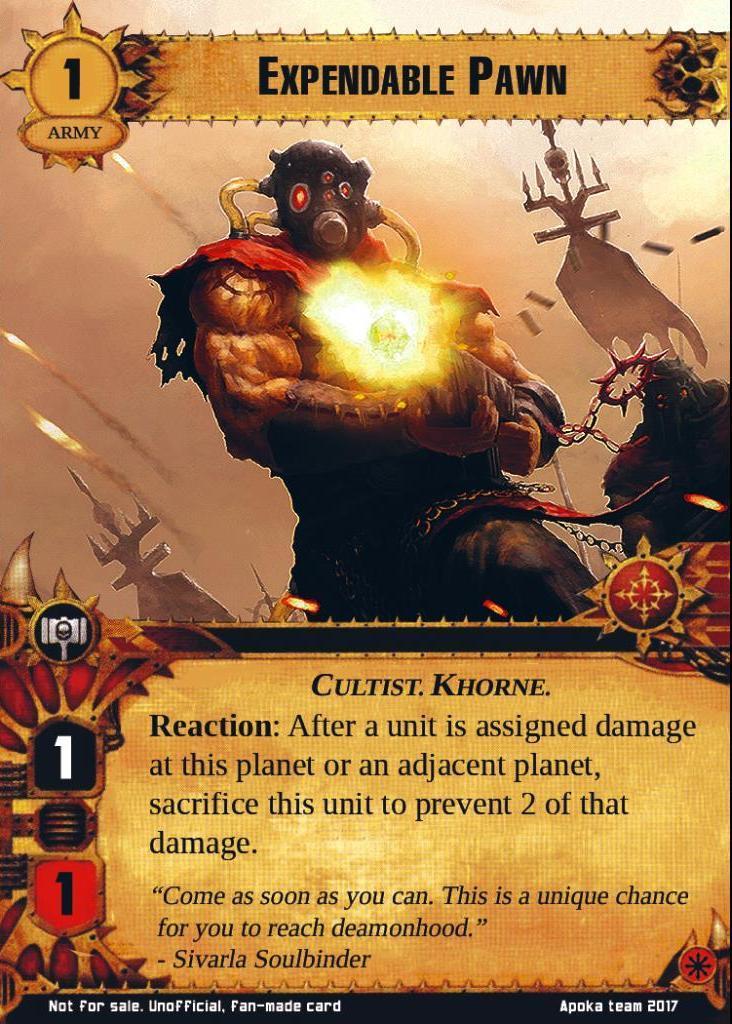 1
EXPENDABLE PAWN
ARMY
CULTIST. KHORNE.
Reaction: After a unit is assigned damage
at this planet or an adjacent planet,
sacrifice this unit to prevent 2 of that
damage.
1
1
“Come as soon as you can. This is a unique chance
for you to reach deamonhood.”
- Sivarla Soulbinder
Not for sale. Unofficial, fan-made card
Apoka team 2017